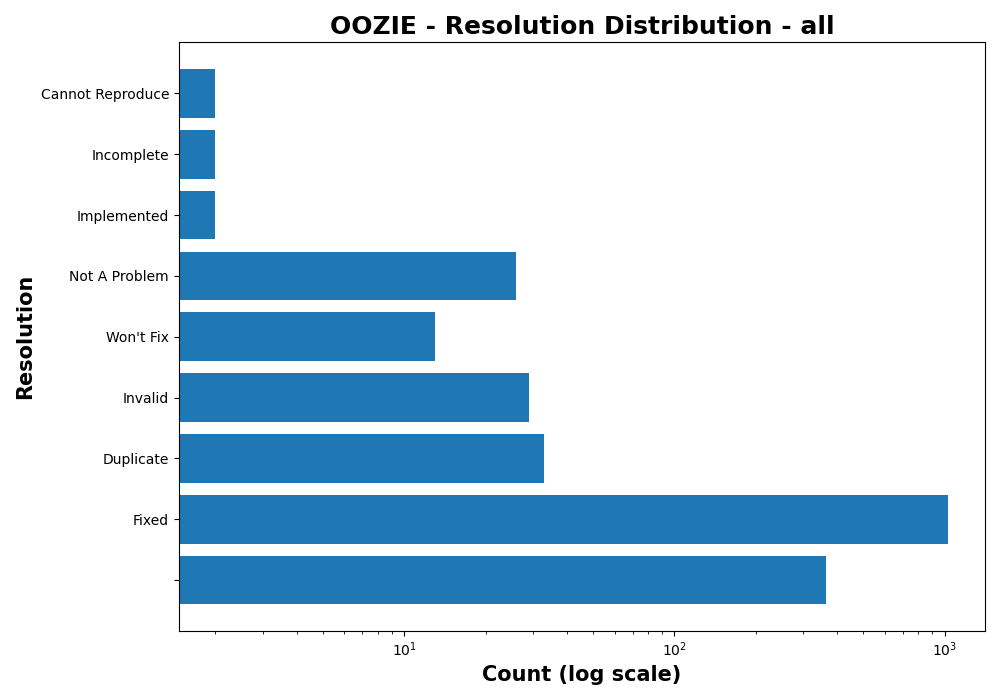 OOZIE - Resolution Distribution - all
Resolution
Cannot Reproduce
Incomplete
Implemented
Not A Problem
Won't Fix
Invalid
Duplicate
Fixed
10¹ 10² 10³
Count (log scale)